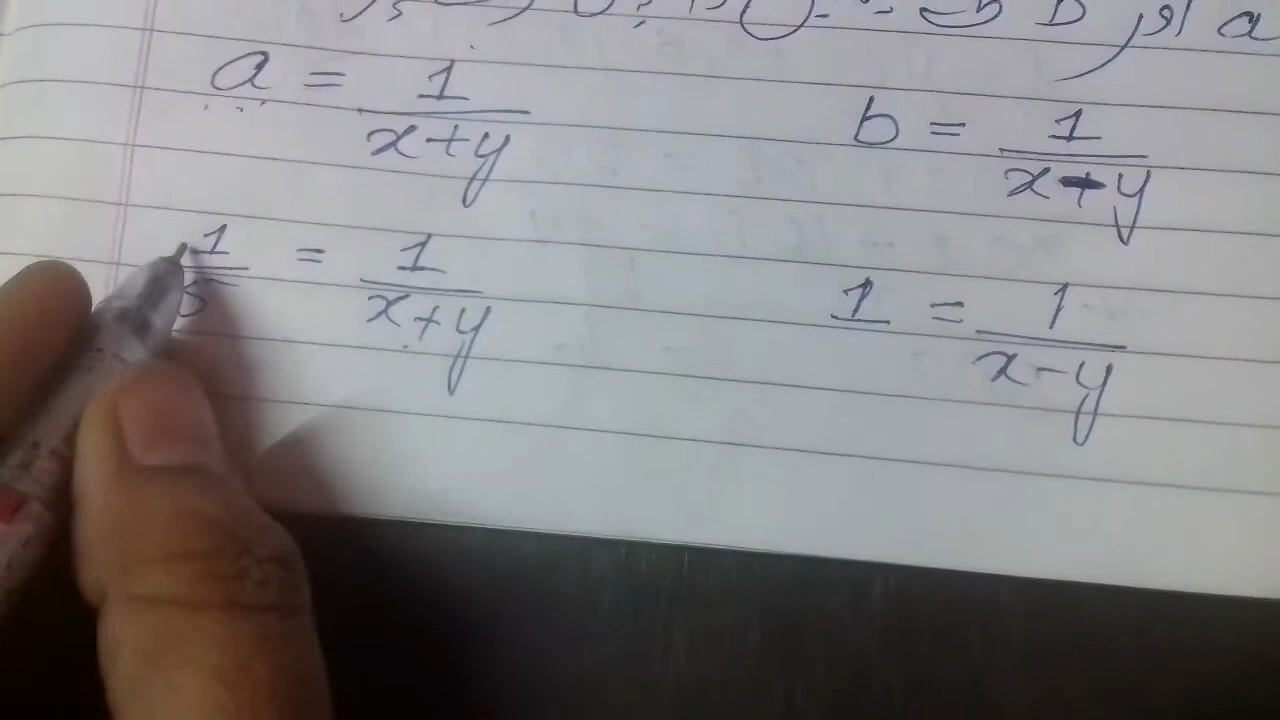 a = 1/(x+y)    b = 1/(x-y)
1/5 = 1/(x+y)    1 = 1/(x-y)